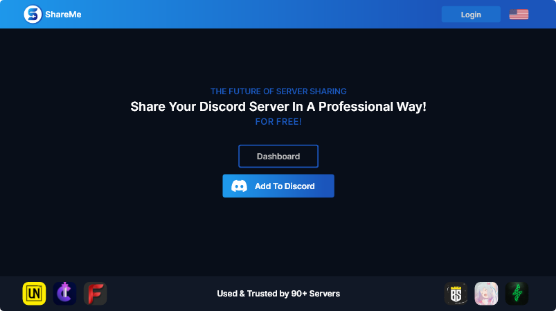 ShareMe
Login
THE FUTURE OF SERVER SHARING
Share Your Discord Server In A Professional Way!
FOR FREE!
Dashboard
Add To Discord
UN
Used & Trusted by 90+ Servers